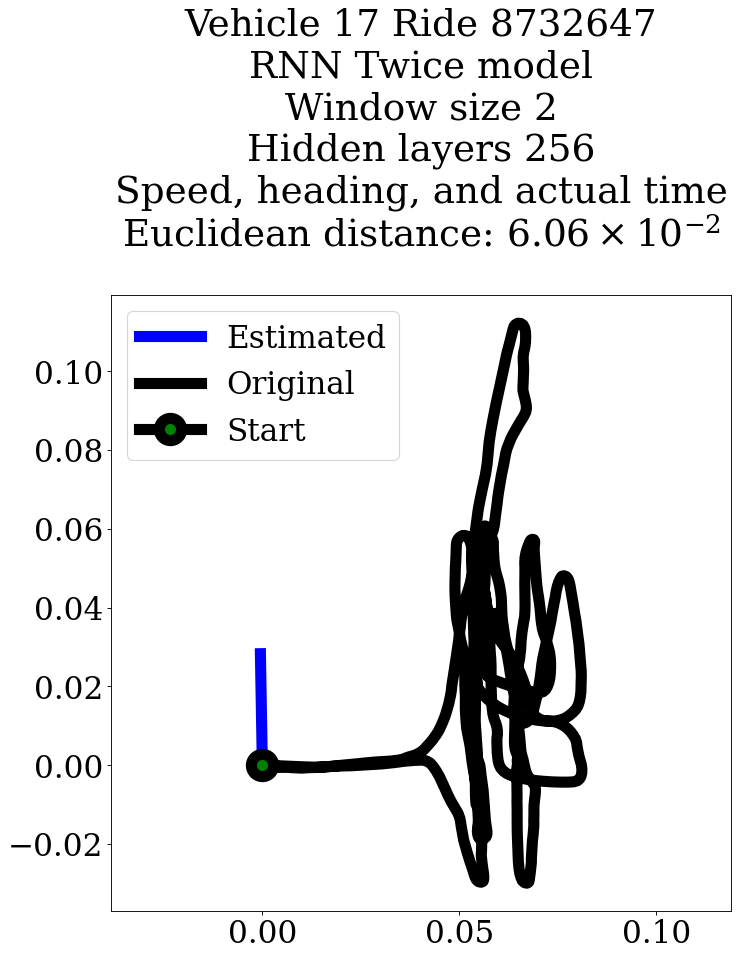 Vehicle 17 Ride 8732647
RNN Twice model
Window size 2
Hidden layers 256
Speed, heading, and actual time
Euclidean distance: 6.06 × 10⁻²
Estimated
Original
Start
0.10
0.08
0.06
0.04
0.02
0.00
−0.02
0.00 0.05 0.10